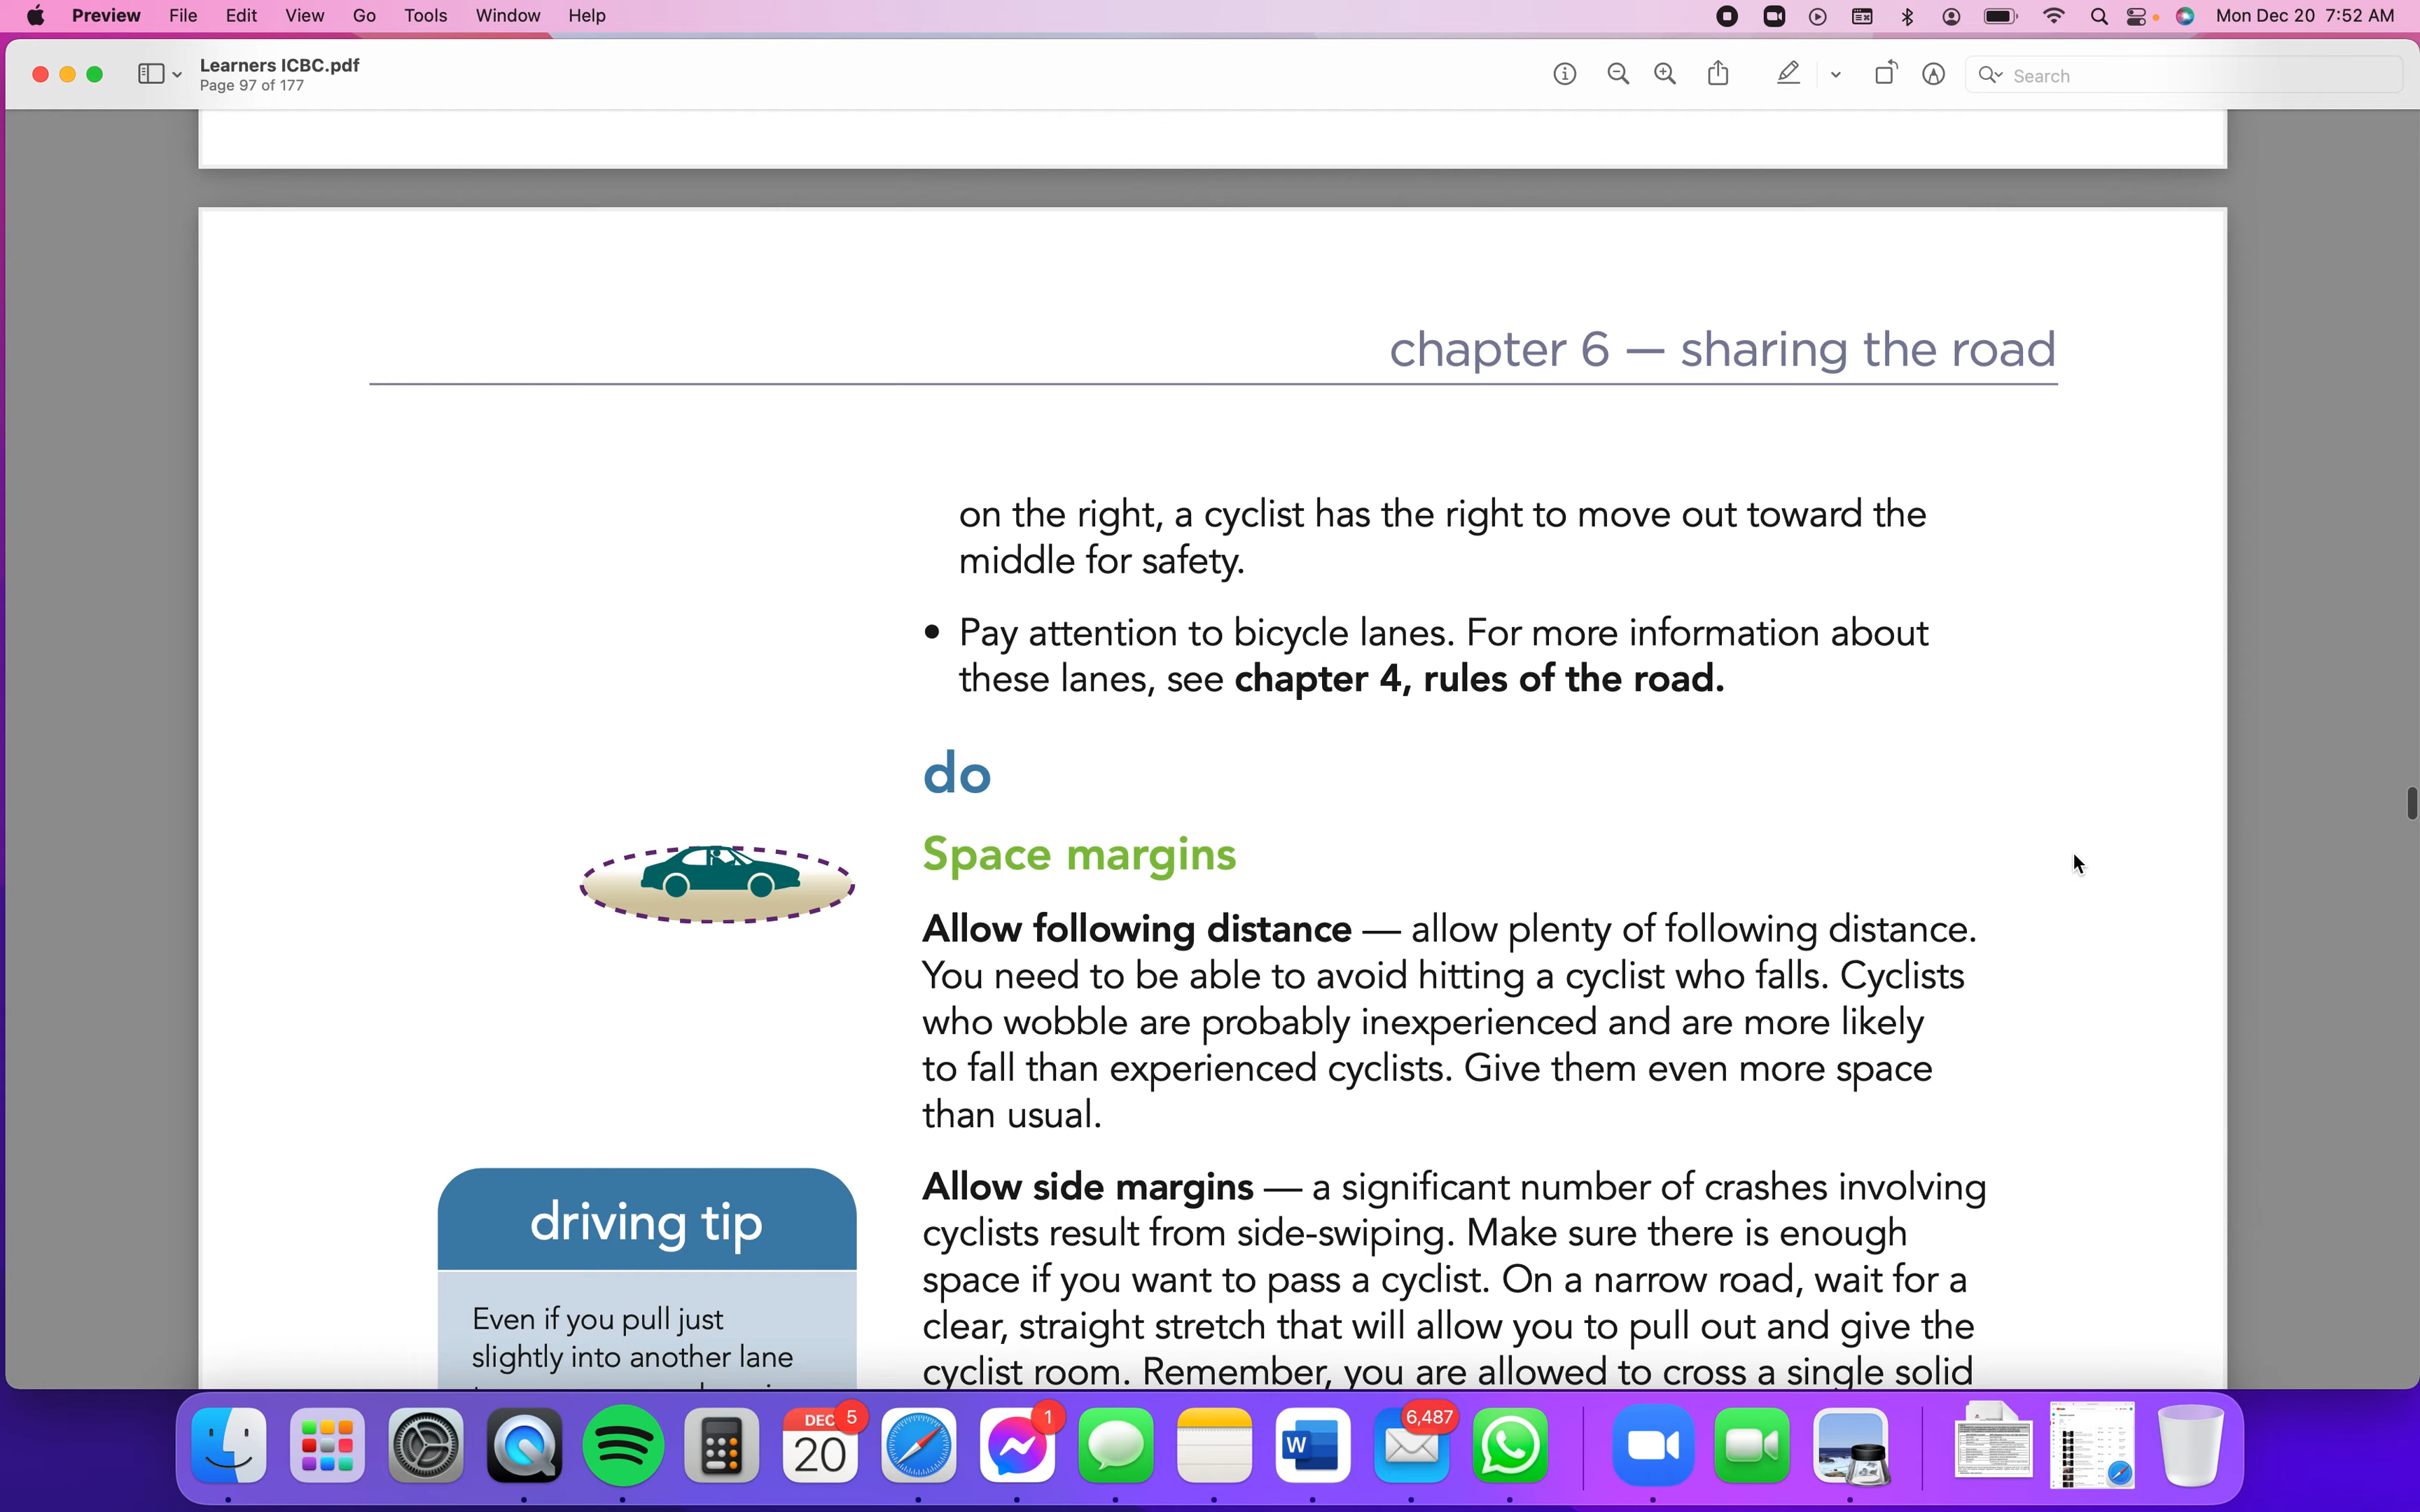 Preview File Edit View Go Tools Window Help Mon Dec 20 7:52 AM
Learners ICBC.pdf
Page 97 of 177
Search
chapter 6 — sharing the road
on the right, a cyclist has the right to move out toward the
middle for safety.
• Pay attention to bicycle lanes. For more information about
these lanes, see chapter 4, rules of the road.
do
Space margins
Allow following distance — allow plenty of following distance.
You need to be able to avoid hitting a cyclist who falls. Cyclists
who wobble are probably inexperienced and are more likely
to fall than experienced cyclists. Give them even more space
than usual.
driving tip
Even if you pull just
slightly into another lane
Allow side margins — a significant number of crashes involving
cyclists result from side-swiping. Make sure there is enough
space if you want to pass a cyclist. On a narrow road, wait for a
clear, straight stretch that will allow you to pull out and give the
cyclist room. Remember, you are allowed to cross a single solid
DEC 5 1 6,487
20 W